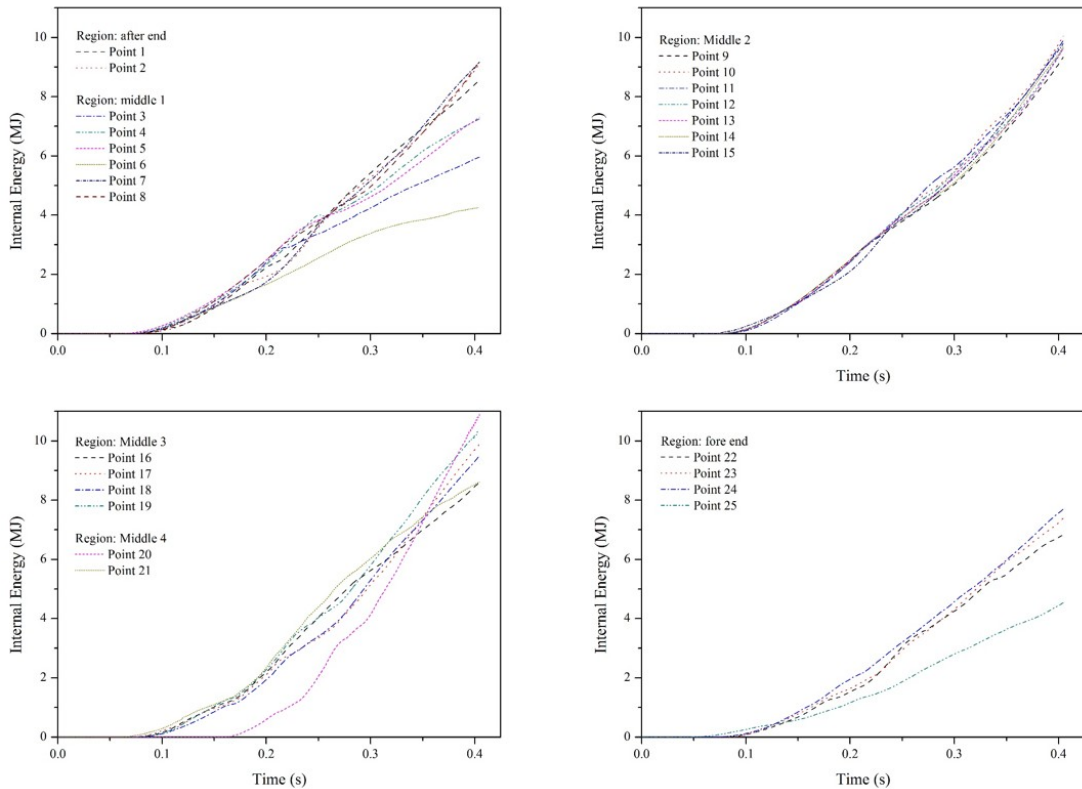 Internal Energy (MJ)
10
8
6
4
2
0
Region: after end
Point 1
Point 2
Region: middle 1
Point 3
Point 4
Point 5
Point 6
Point 7
Point 8
0.0 0.1 0.2 0.3 0.4
Time (s)
Internal Energy (MJ)
10
8
6
4
2
0
Region: Middle 2
Point 9
Point 10
Point 11
Point 12
Point 13
Point 14
Point 15
0.0 0.1 0.2 0.3 0.4
Time (s)
Internal Energy (MJ)
10
8
6
4
2
0
Region: Middle 3
Point 16
Point 17
Point 18
Point 19
Region: Middle 4
Point 20
Point 21
0.0 0.1 0.2 0.3 0.4
Time (s)
Internal Energy (MJ)
10
8
6
4
2
0
Region: fore end
Point 22
Point 23
Point 24
Point 25
0.0 0.1 0.2 0.3 0.4
Time (s)